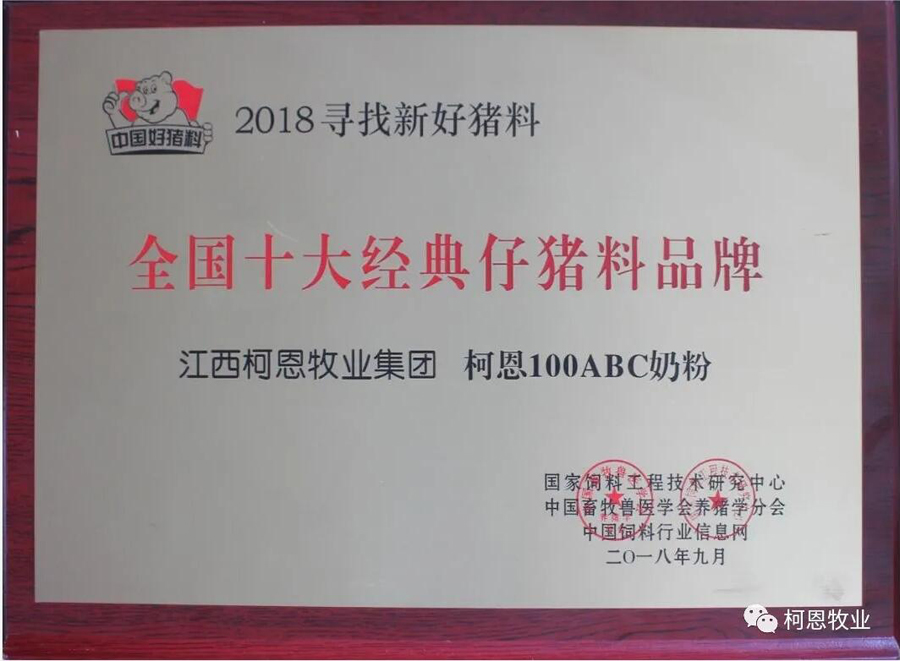 中国好猪料
2018寻找新好猪料
全国十大经典仔猪料品牌
江西柯恩牧业集团 柯恩100ABC奶粉
国家饲料工程技术研究中心
中国畜牧兽医学会养猪学分会
中国饲料行业信息网
二〇一八年九月
柯恩牧业